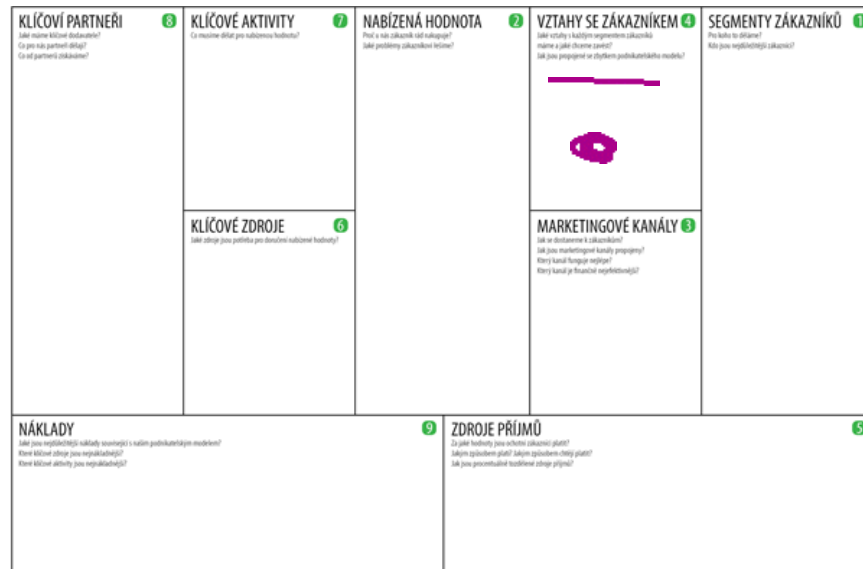 KLÍČOVÍ PARTNEŘI 8
Jaké máme klíčové dodavatele?
Co pro nás partneři dělají?
Co od partnerů získáváme?
KLÍČOVÉ AKTIVITY 7
Co musíme dělat pro nabízenou hodnotu?
KLÍČOVÉ ZDROJE 6
Jaké zdroje jsou potřeba pro doručení nabízené hodnoty?
NABÍZENÁ HODNOTA 2
Proč u nás zákazník rád nakupuje?
Jaké problémy zákazníkovi řešíme?
VZTAHY SE ZÁKAZNÍKEM 4
Jaké vztahy s každým segmentem zákazníků
máme a jaké chceme zavést?
Jak jsou propojené se zbytkem podnikatelského modelu?
MARKETINGOVÉ KANÁLY 3
Jak se dostaneme k zákazníkům?
Jak jsou marketingové kanály propojeny?
Který kanál funguje nejlépe?
Který kanál je finančně nejefektivnější?
SEGMENTY ZÁKAZNÍKŮ 1
Pro koho to děláme?
Kdo jsou nejdůležitější zákazníci?
NÁKLADY 9
Jaké jsou nejdůležitější náklady související s naším podnikatelským modelem?
Které klíčové zdroje jsou nejnákladnější?
Které klíčové aktivity jsou nejnákladnější?
ZDROJE PŘÍJMŮ 5
Za jaké hodnoty jsou ochotni zákazníci platit?
Jakým způsobem platí? Jakým způsobem chtějí platit?
Jak jsou procentuálně rozdělené zdroje příjmů?